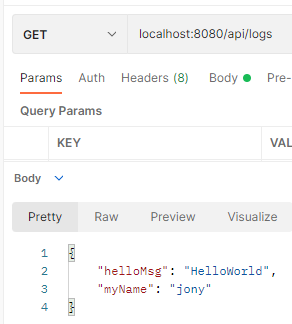 GET localhost:8080/api/logs
Params Auth Headers (8) Body Pre-
Query Params
KEY VAL
Body
Pretty Raw Preview Visualize
1 {
2 "helloMsg": "HelloWorld",
3 "myName": "jony"
4 }